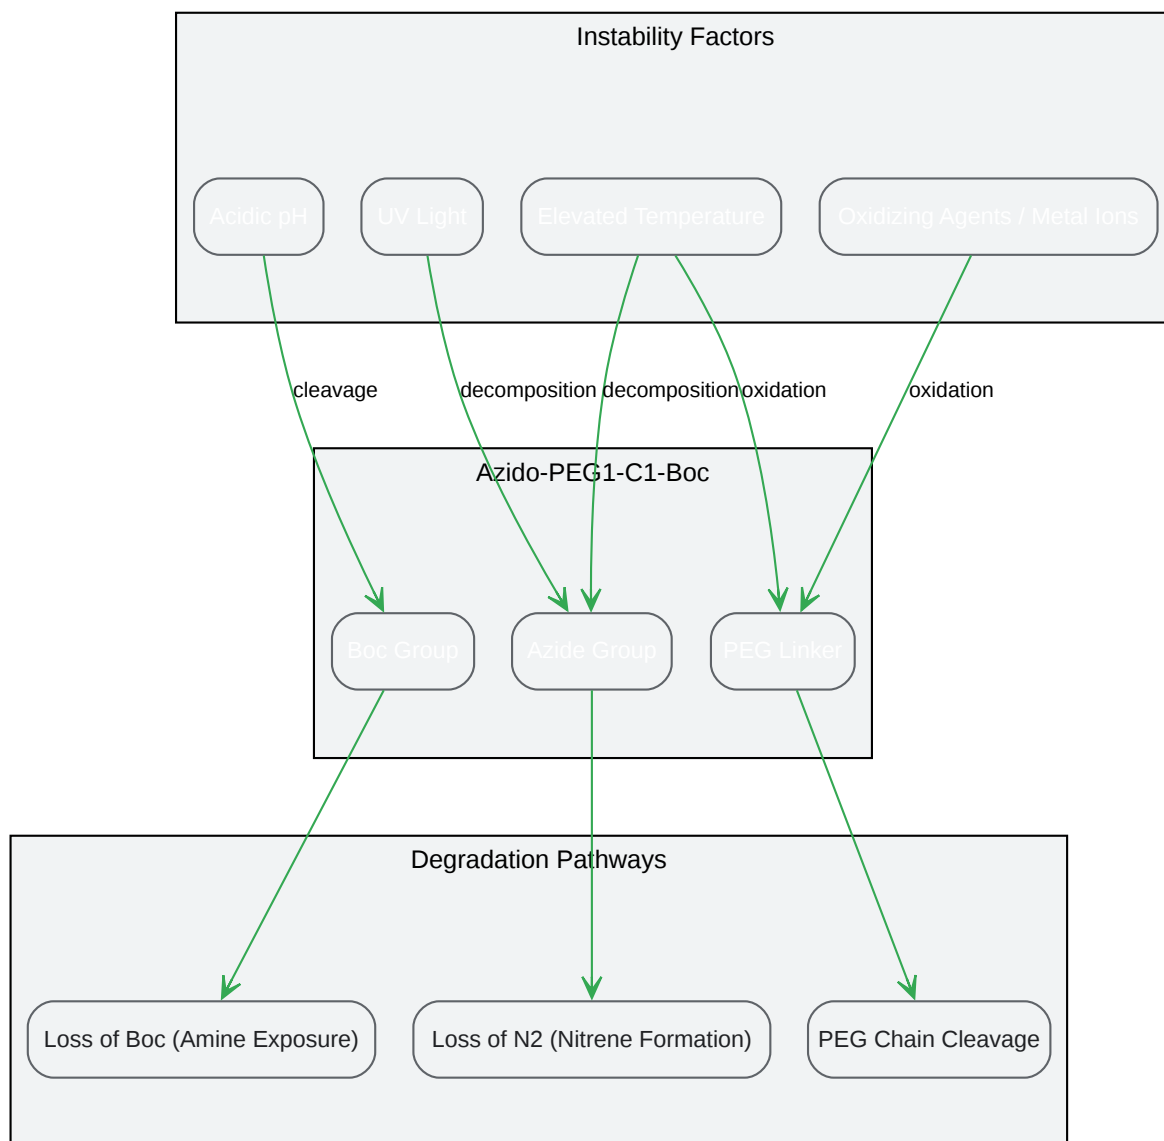 Instability Factors
Acidic pH
UV Light
Elevated Temperature
Oxidizing Agents / Metal Ions
cleavage
decomposition
decomposition
oxidation
oxidation
Azido-PEG1-C1-Boc
Boc Group
Azide Group
PEG Linker
Degradation Pathways
Loss of Boc (Amine Exposure)
Loss of N2 (Nitrene Formation)
PEG Chain Cleavage